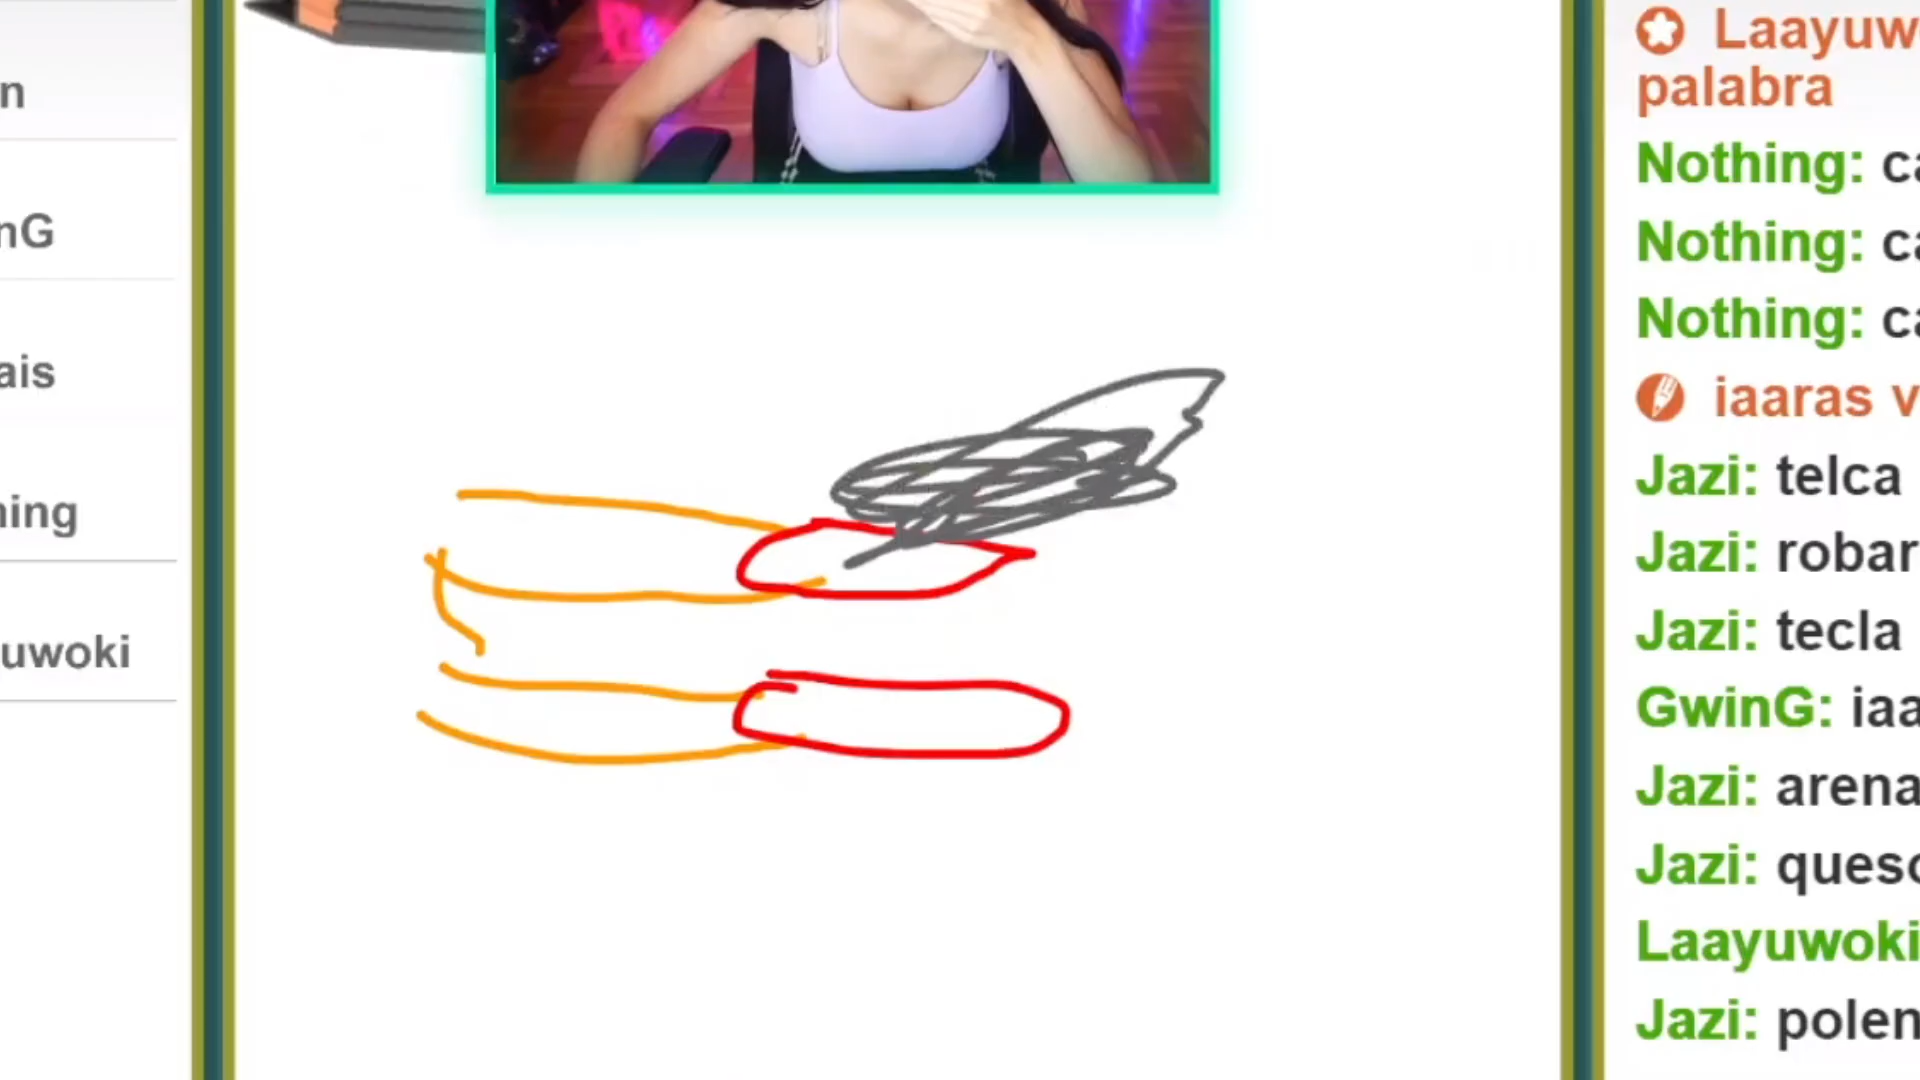 n
nG
ais
ning
uwoki
Laayuw
palabra
Nothing: ca
Nothing: ca
Nothing: ca
iaaras v
Jazi: telca
Jazi: robar
Jazi: tecla
GwinG: iaa
Jazi: arena
Jazi: queso
Laayuwoki
Jazi: polen